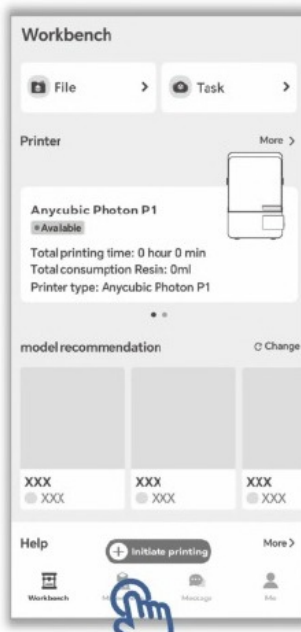 Workbench
File > Task >
Printer More >
Anycubic Photon P1
Available
Total printing time: 0 hour 0 min
Total consumption Resin: 0ml
Printer type: Anycubic Photon P1
model recommendation Change
XXX XXX XXX
XXX XXX XXX
Help More >
Initiate printing
Workbench Message Me